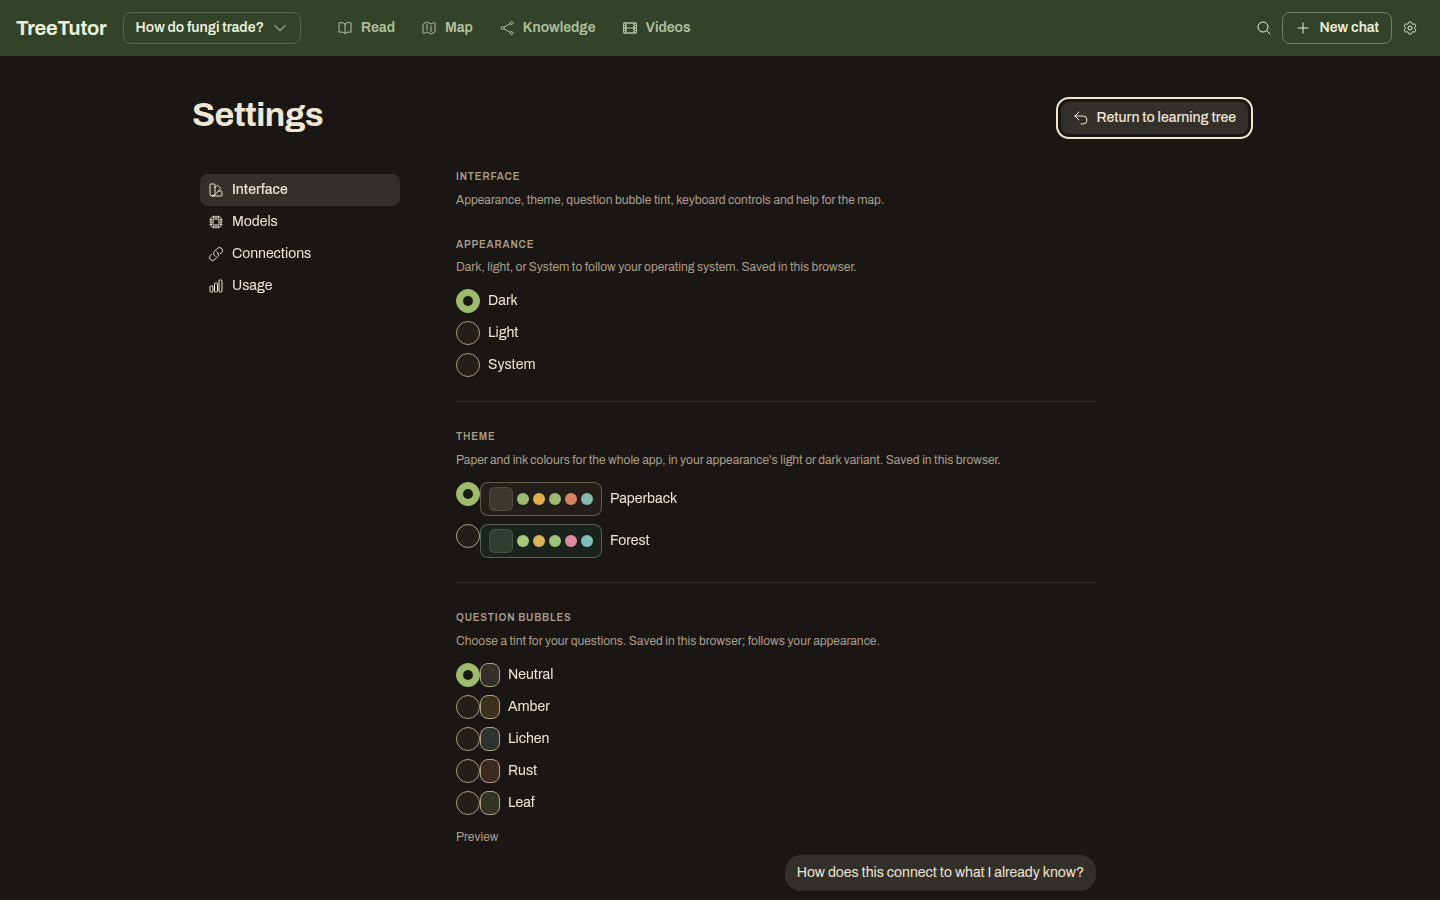 TreeTutor
How do fungi trade?
Read
Map
Knowledge
Videos
New chat
Settings
Return to learning tree
Interface
Models
Connections
Usage
INTERFACE
Appearance, theme, question bubble tint, keyboard controls and help for the map.
APPEARANCE
Dark, light, or System to follow your operating system. Saved in this browser.
Dark
Light
System
THEME
Paper and ink colours for the whole app, in your appearance's light or dark variant. Saved in this browser.
Paperback
Forest
QUESTION BUBBLES
Choose a tint for your questions. Saved in this browser; follows your appearance.
Neutral
Amber
Lichen
Rust
Leaf
Preview
How does this connect to what I already know?